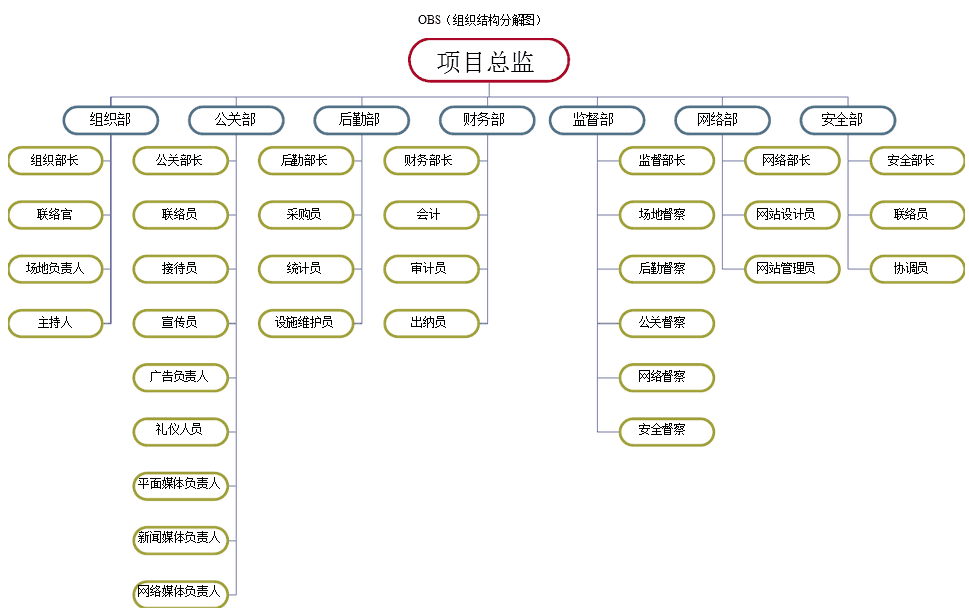 OBS（组织结构分解图）
项目总监
组织部
公关部
后勤部
财务部
监督部
网络部
安全部
组织部长
公关部长
后勤部长
财务部长
监督部长
网络部长
安全部长
联络官
联络员
采购员
会计
场地督察
网站设计员
联络员
场地负责人
接待员
统计员
审计员
后勤督察
网站管理员
协调员
主持人
宣传员
设施维护员
出纳员
公关督察
广告负责人
网络督察
礼仪人员
安全督察
平面媒体负责人
新闻媒体负责人
网络媒体负责人